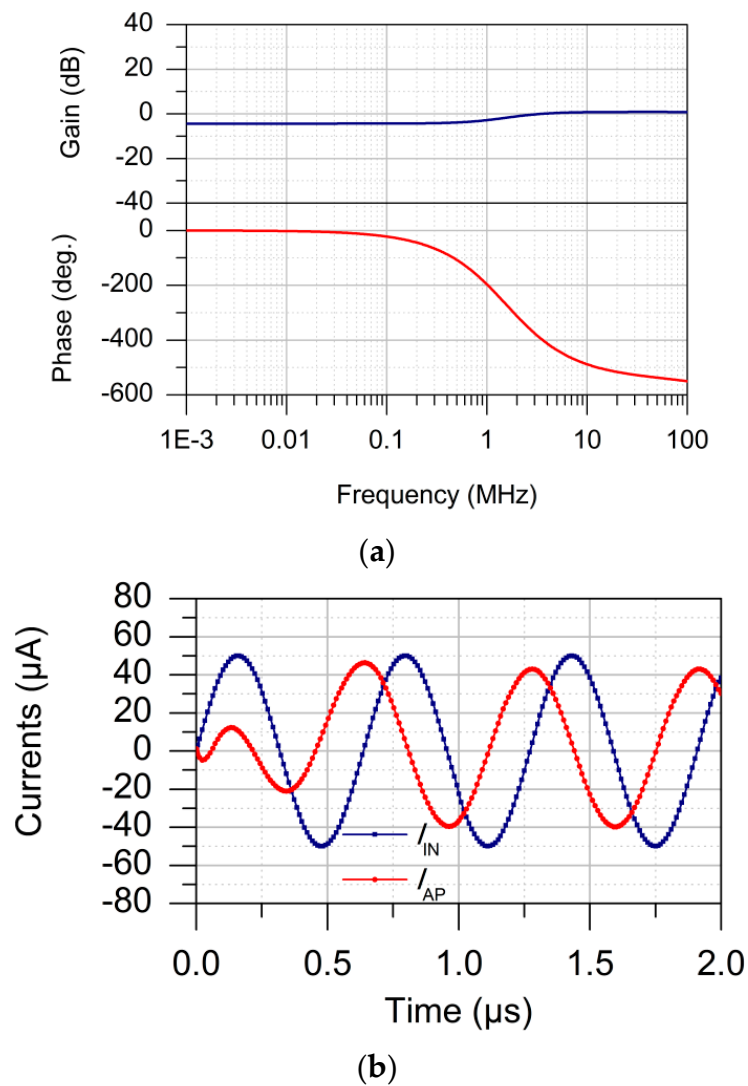 40
20
0
-20
-40
Gain (dB)
0
-200
-400
-600
Phase (deg.)
1E-3 0.01 0.1 1 10 100
Frequency (MHz)
(a)
80
60
40
20
0
-20
-40
-60
-80
Currents (μA)
I_IN
I_AP
0.0 0.5 1.0 1.5 2.0
Time (μs)
(b)